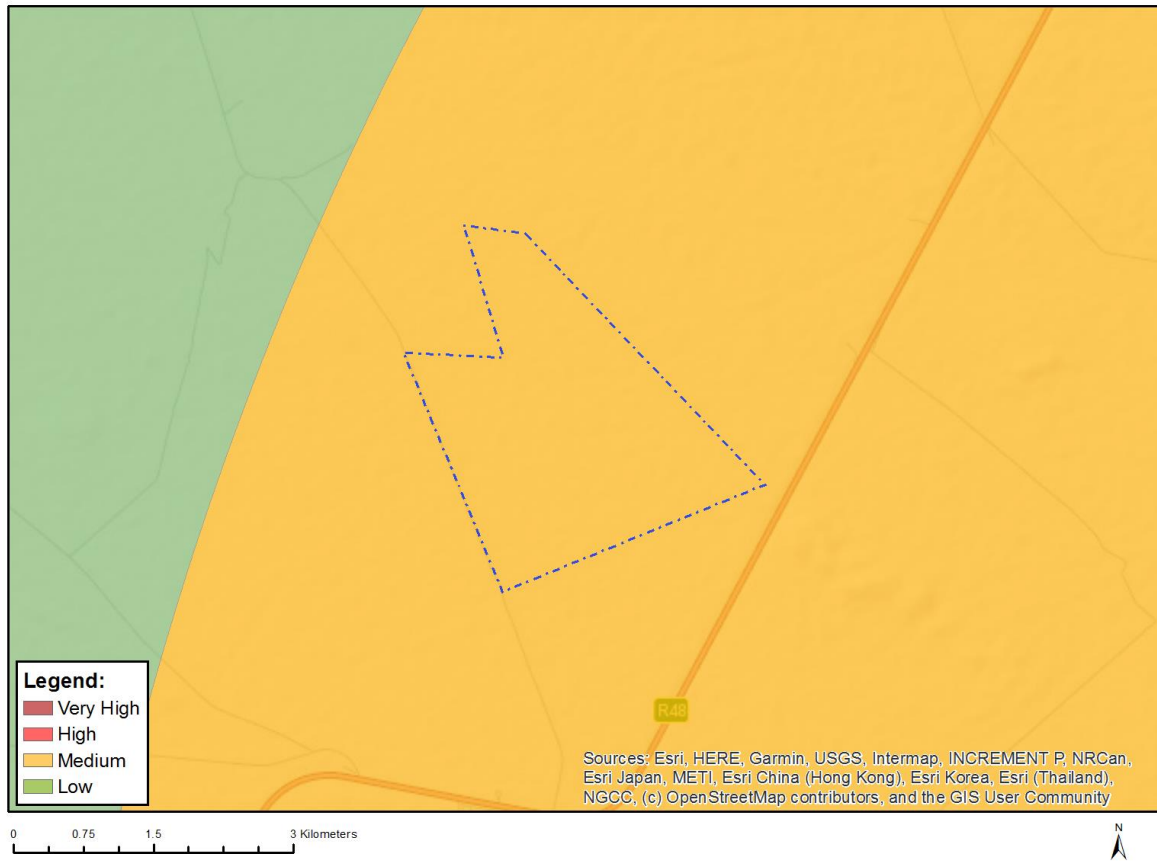 R48
Legend:
Very High
High
Medium
Low
Sources: Esri, HERE, Garmin, USGS, Intermap, INCREMENT P, NRCan,
Esri Japan, METI, Esri China (Hong Kong), Esri Korea, Esri (Thailand),
NGCC, (c) OpenStreetMap contributors, and the GIS User Community
0 0.75 1.5 3 Kilometers
N